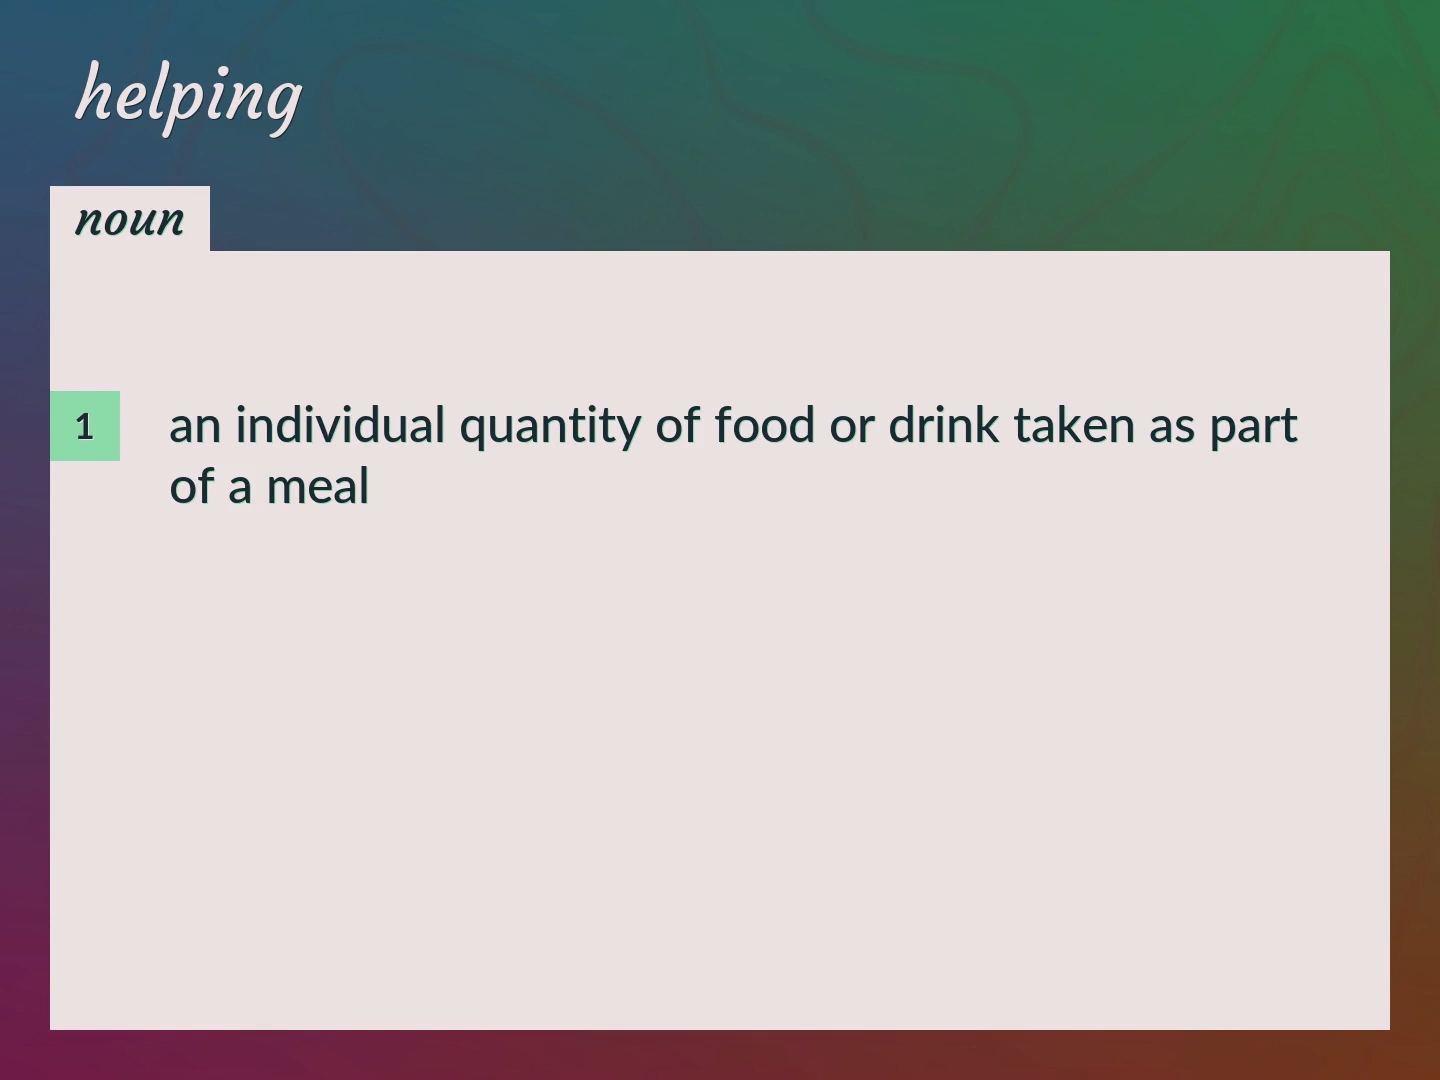 helping
noun
1
an individual quantity of food or drink taken as part
of a meal